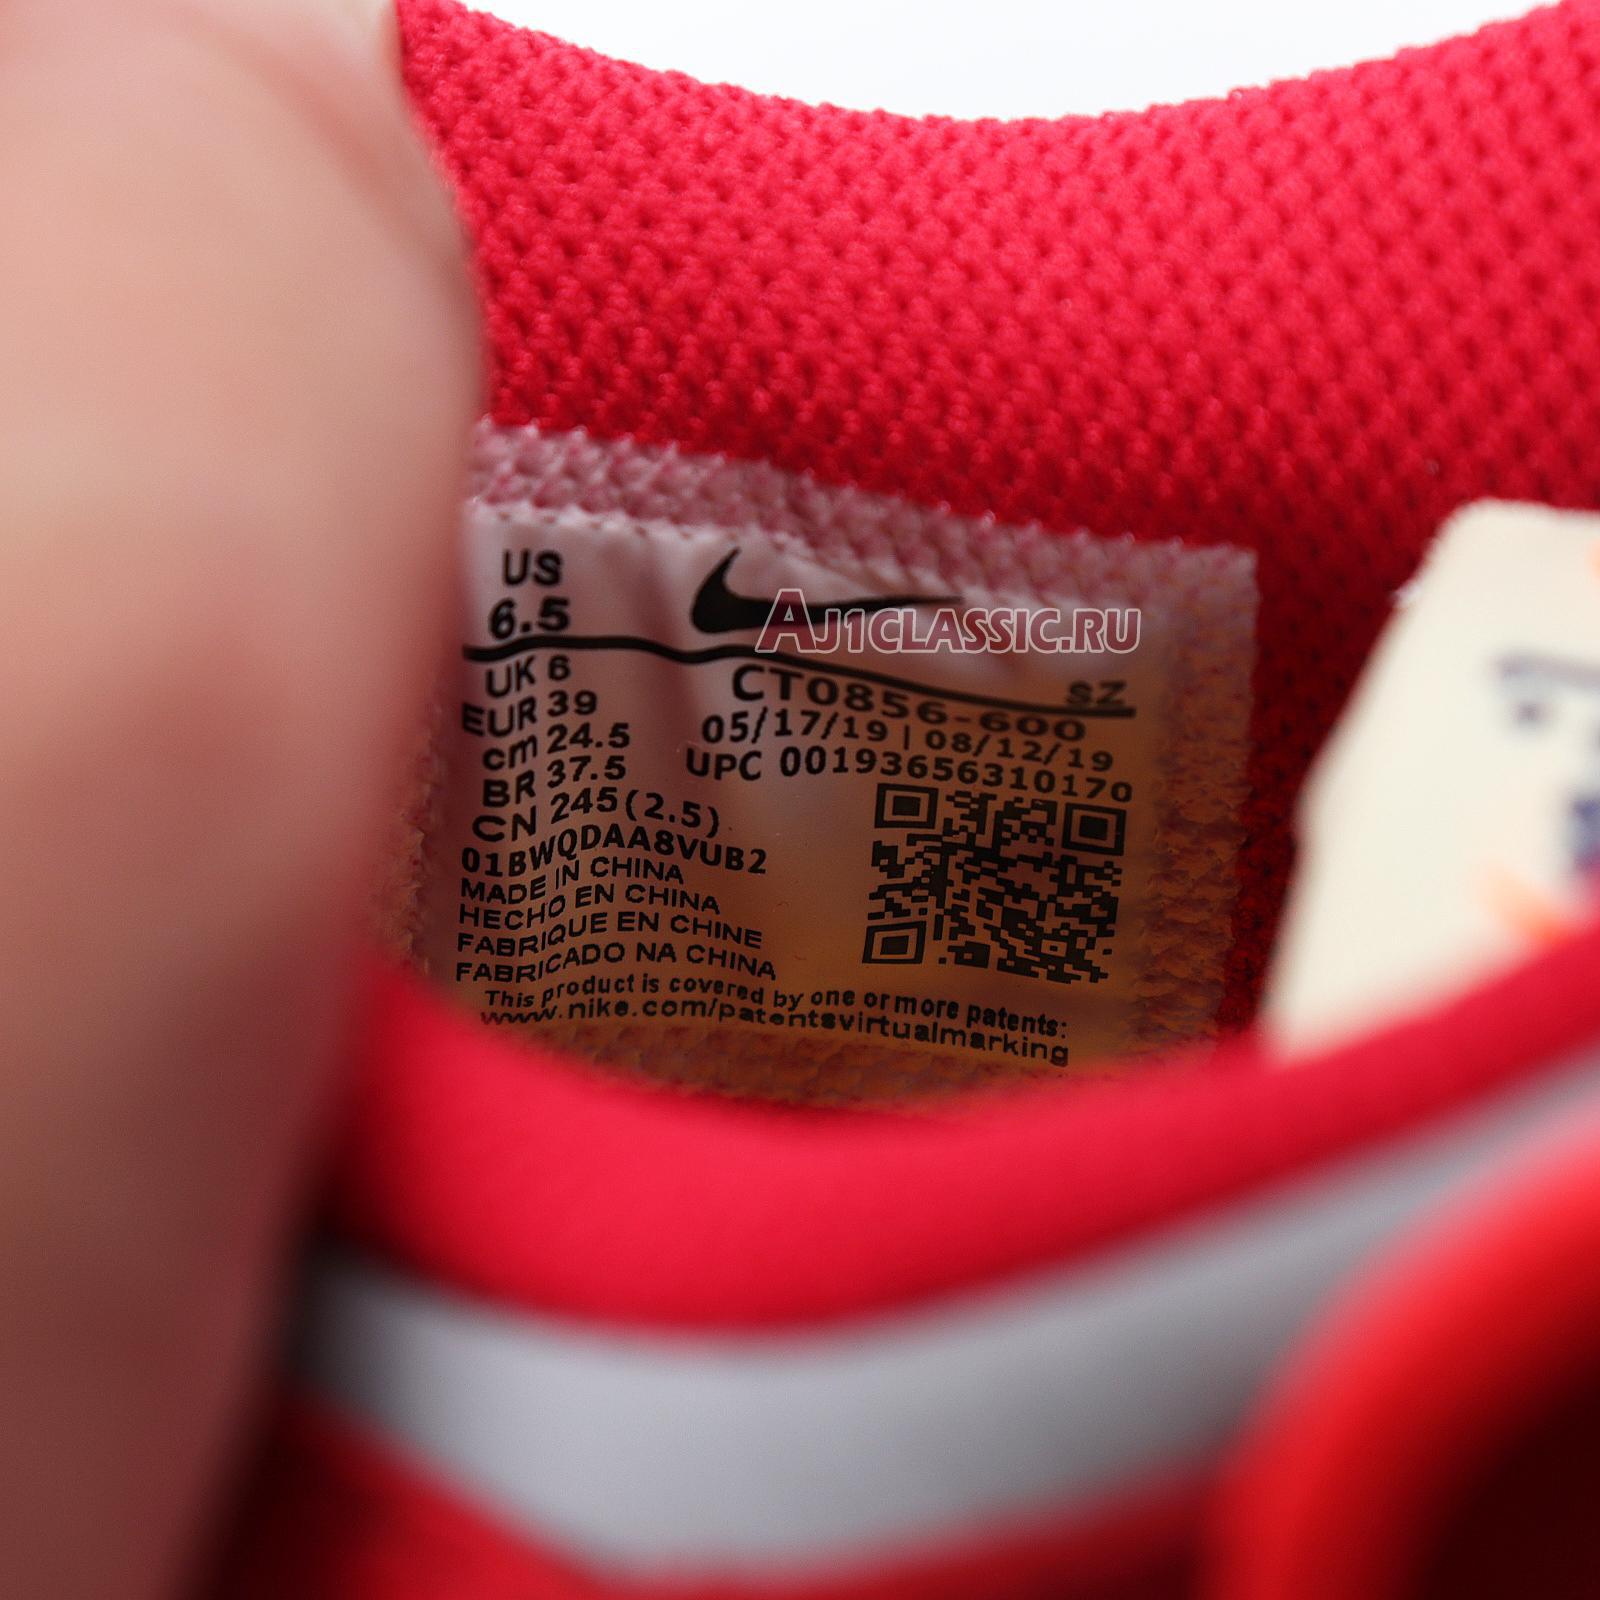 US
6.5
AJ1CLASSIC.RU
UK 6
EUR 39
cm 24.5
BR 37.5
CN 245(2.5)
SZ
CT0856-600
05/17/19 | 08/12/19
UPC 00193656310170
01BWQDAA8VUB2
MADE IN CHINA
HECHO EN CHINA
FABRIQUE EN CHINE
FABRICADO NA CHINA
This product is covered by one or more patents:
www.nike.com/patentsvirtualmarking